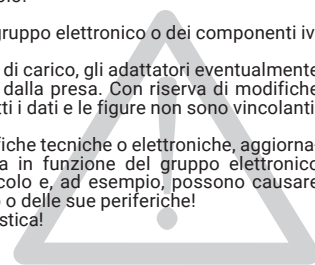 gruppo elettronico o dei componenti ivi
di carico, gli adattatori eventualmente
dalla presa. Con riserva di modifiche
tti i dati e le figure non sono vincolanti.
fiche tecniche o elettroniche, aggiorna-
a in funzione del gruppo elettronico
colo e, ad esempio, possono causare
o o delle sue periferiche!
stica!